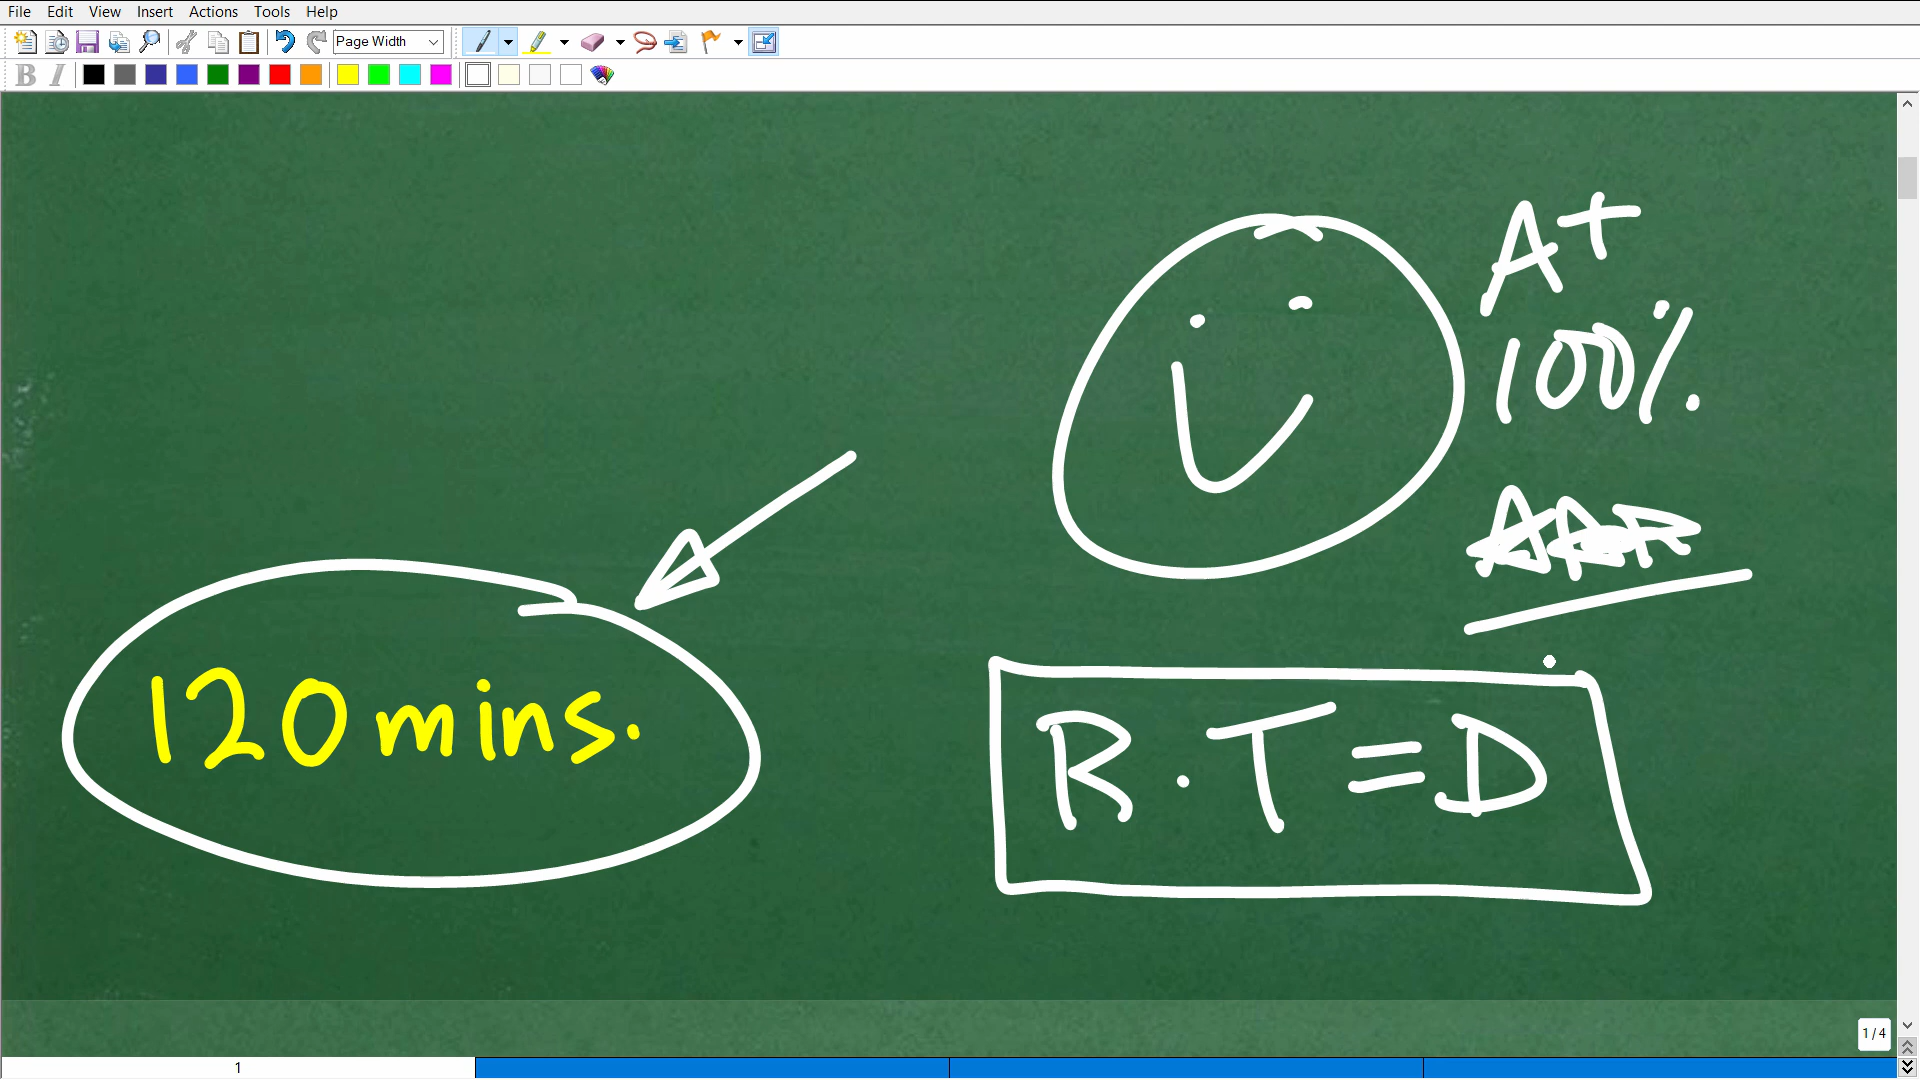 File Edit View Insert Actions Tools Help
Page Width
B I
A+
100%
120 mins.
R · T = D
1 / 4
1